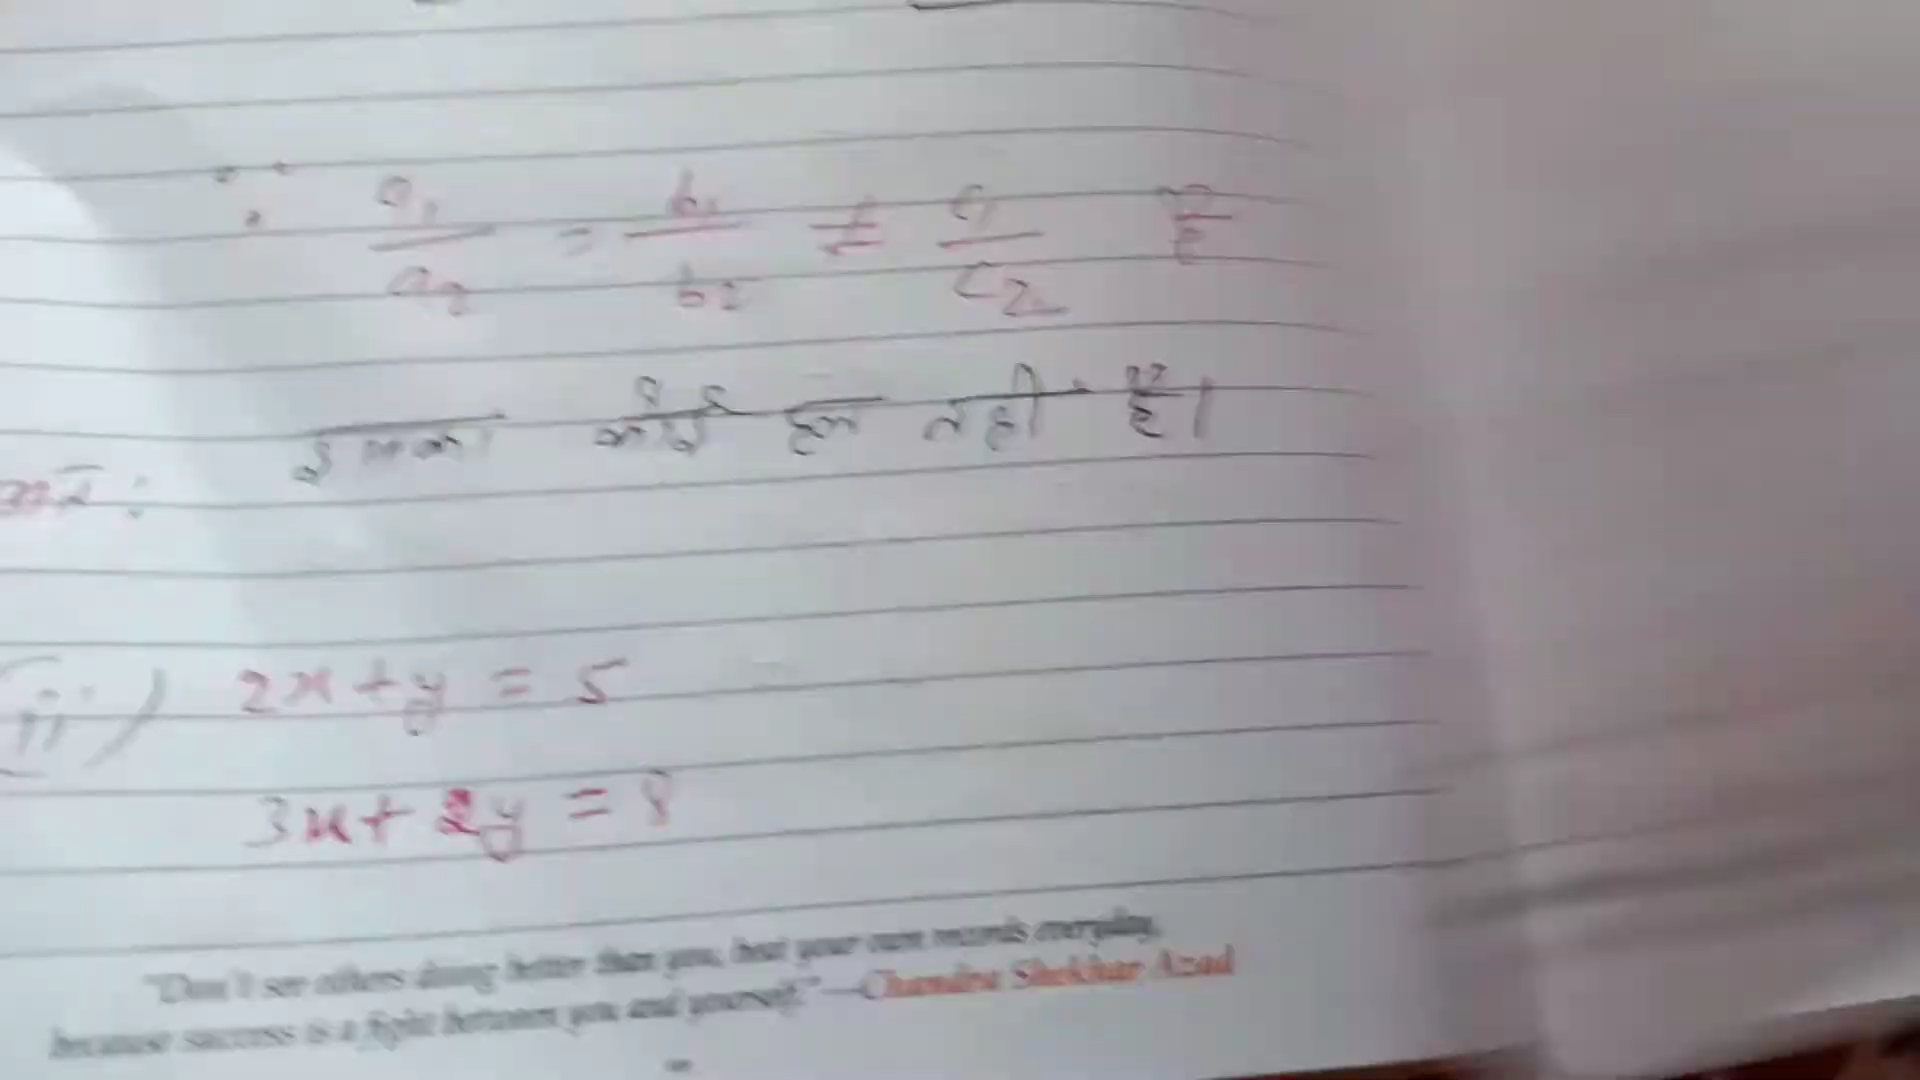 ∵ a₁/a₂ = b₁/b₂ ≠ c₁/c₂ है
इसका कोई हल नहीं है।
(ii) 2x + y = 5
3x + 2y = 8
"Don't see others doing better than you, beat your own records everyday,
because success is a fight between you and yourself." —Chandra Shekhar Azad